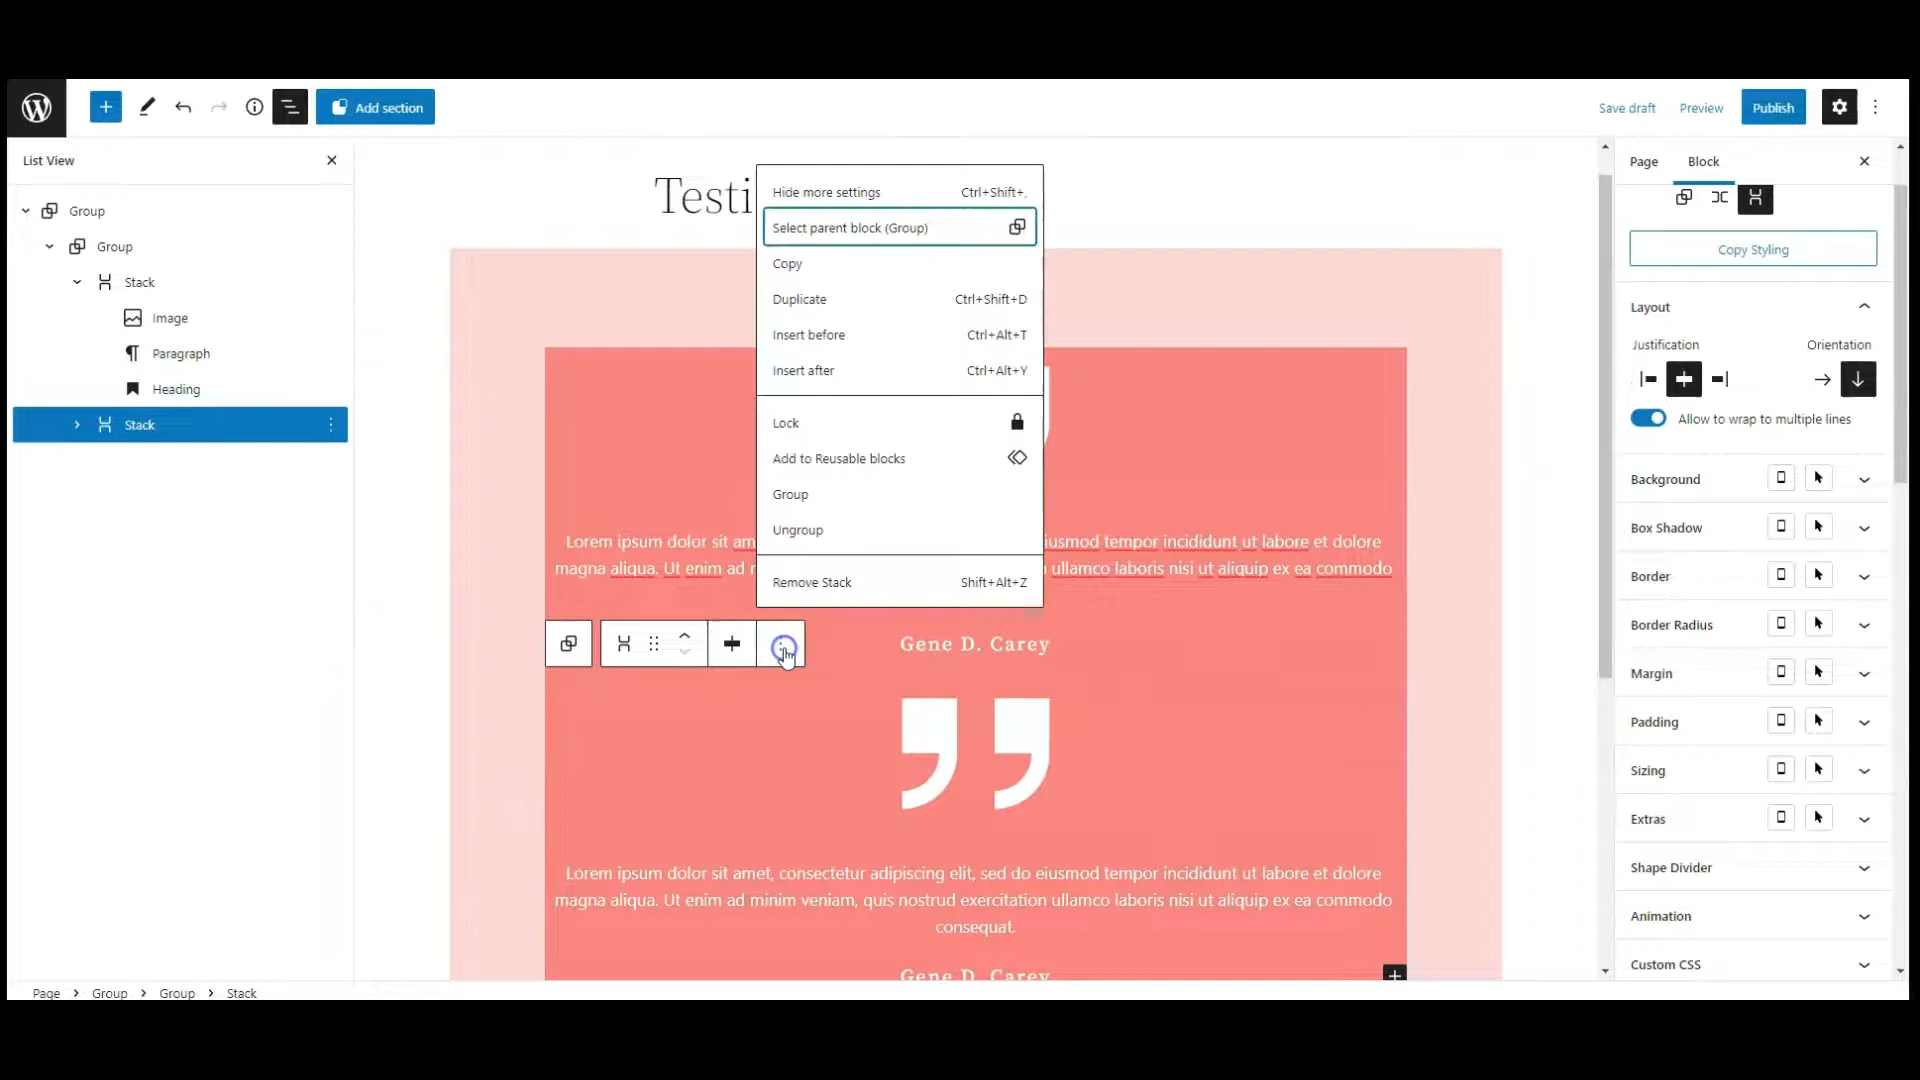 Add section
Save draft
Preview
Publish
List View
Group
Group
Stack
Image
Paragraph
Heading
Stack
Testi
Hide more settings Ctrl+Shift+,
Select parent block (Group)
Copy
Duplicate Ctrl+Shift+D
Insert before Ctrl+Alt+T
Insert after Ctrl+Alt+Y
Lock
Add to Reusable blocks
Group
Ungroup
Remove Stack Shift+Alt+Z
Lorem ipsum dolor sit am eiusmod tempor incididunt ut labore et dolore
magna aliqua. Ut enim ad ullamco laboris nisi ut aliquip ex ea commodo
Gene D. Carey
Lorem ipsum dolor sit amet, consectetur adipiscing elit, sed do eiusmod tempor incididunt ut labore et dolore
magna aliqua. Ut enim ad minim veniam, quis nostrud exercitation ullamco laboris nisi ut aliquip ex ea commodo
consequat.
Gene D. Carey
Page Block
Copy Styling
Layout
Justification Orientation
Allow to wrap to multiple lines
Background
Box Shadow
Border
Border Radius
Margin
Padding
Sizing
Extras
Shape Divider
Animation
Custom CSS
Page > Group > Group > Stack